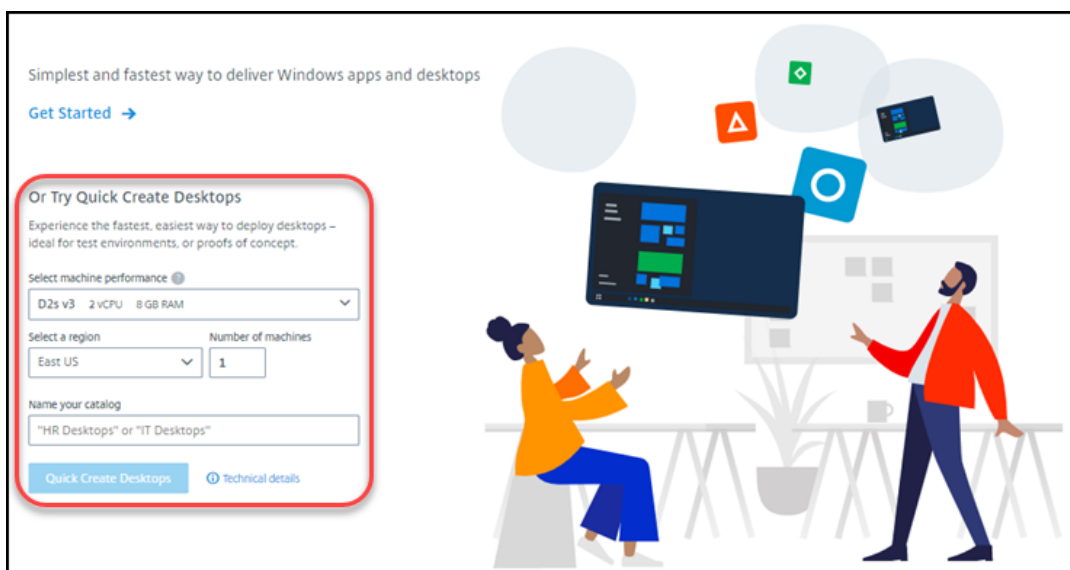 Simplest and fastest way to deliver Windows apps and desktops
Get Started →
Or Try Quick Create Desktops
Experience the fastest, easiest way to deploy desktops –
ideal for test environments, or proofs of concept.
Select machine performance ?
D2s v3 2 vCPU 8 GB RAM
Select a region Number of machines
East US 1
Name your catalog
"HR Desktops" or "IT Desktops"
Quick Create Desktops Technical details